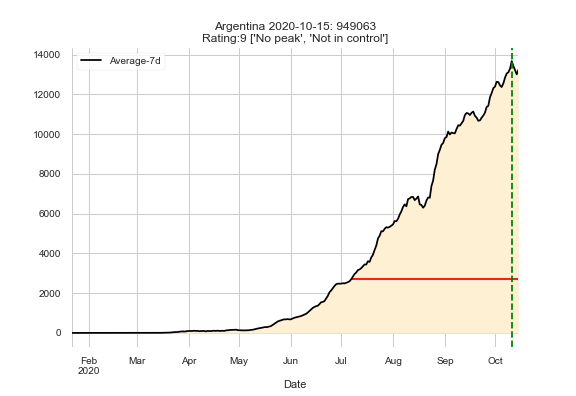 Argentina 2020-10-15: 949063
Rating:9 ['No peak', 'Not in control']
Average-7d
14000
12000
10000
8000
6000
4000
2000
0
Feb Mar Apr May Jun Jul Aug Sep Oct
2020
Date